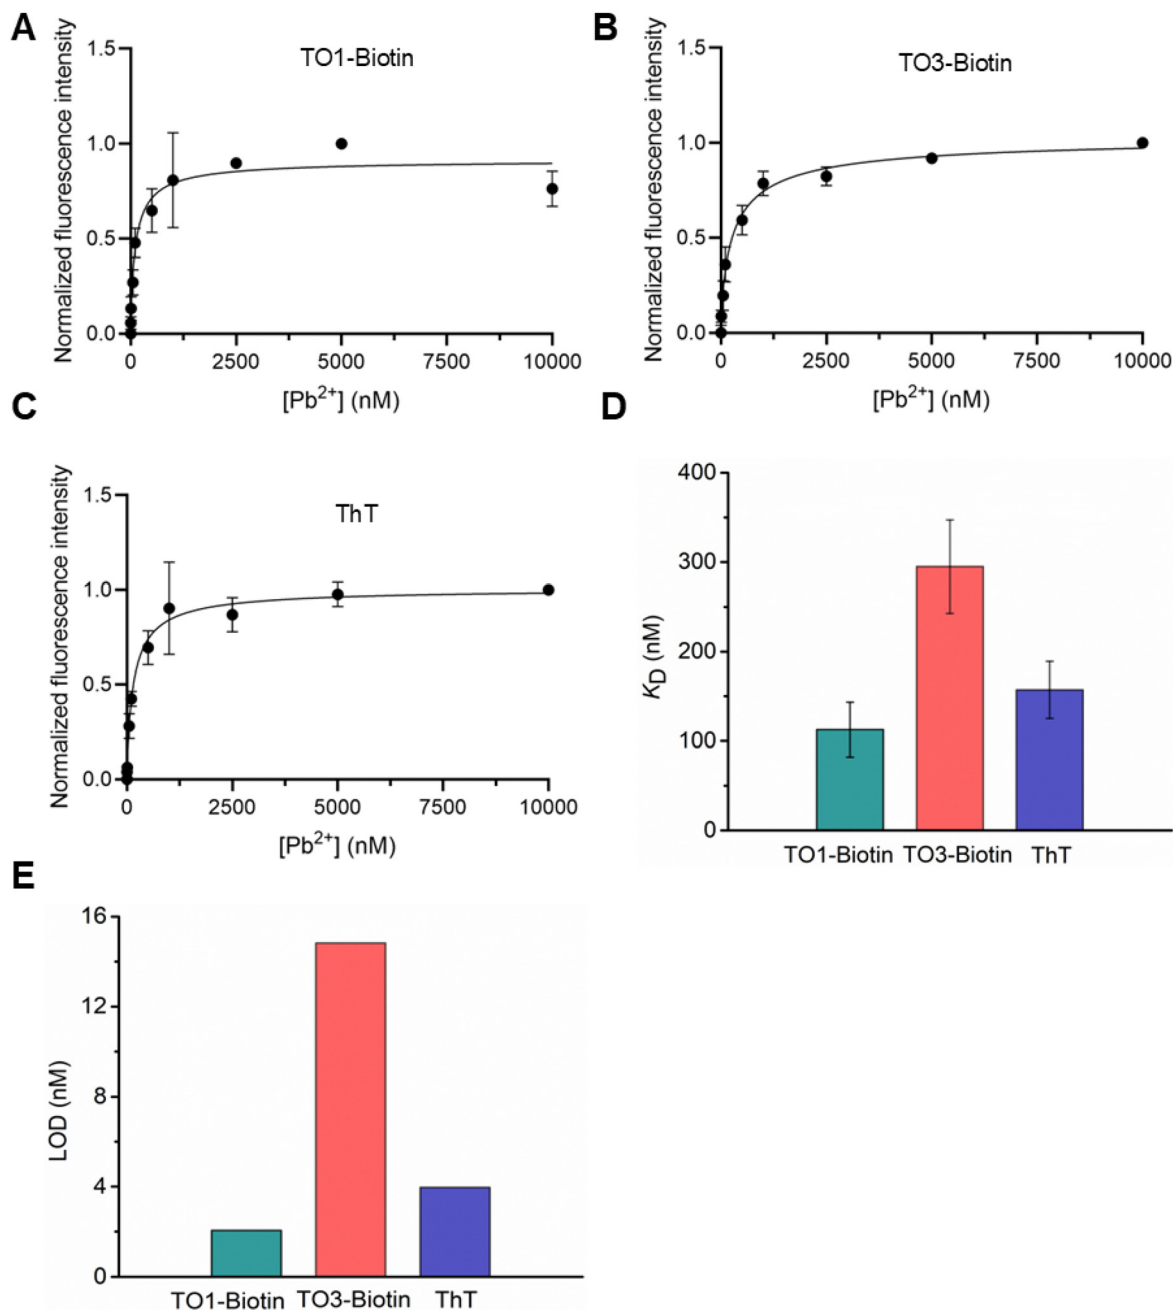 A
TO1-Biotin
Normalized fluorescence intensity
1.5
1.0
0.5
0.0
0
2500
5000
7500
10000
[Pb²⁺] (nM)
B
TO3-Biotin
Normalized fluorescence intensity
1.5
1.0
0.5
0.0
0
2500
5000
7500
10000
[Pb²⁺] (nM)
C
ThT
Normalized fluorescence intensity
1.5
1.0
0.5
0.0
0
2500
5000
7500
10000
[Pb²⁺] (nM)
D
K_D (nM)
400
300
200
100
0
TO1-Biotin
TO3-Biotin
ThT
E
LOD (nM)
16
12
8
4
0
TO1-Biotin
TO3-Biotin
ThT